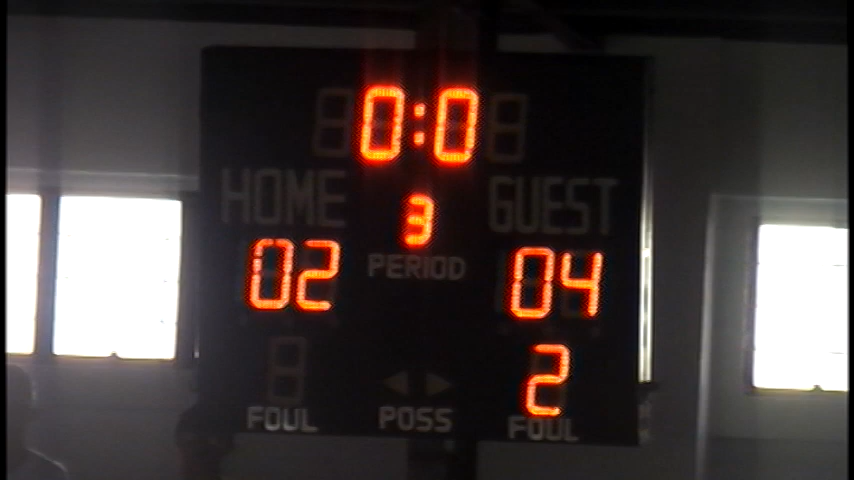 0:0
HOME 3 GUEST
PERIOD
02 04
2
FOUL POSS FOUL